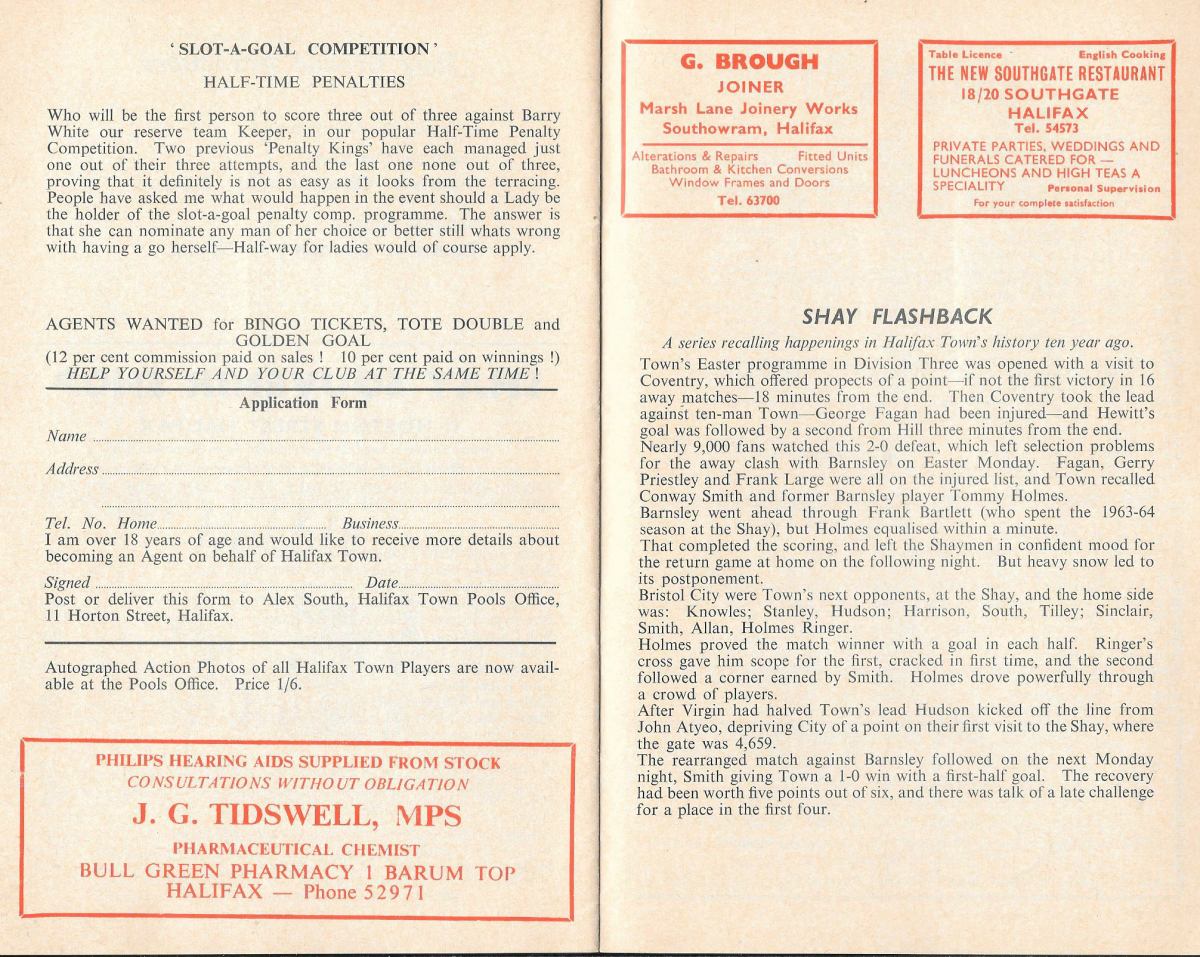 'SLOT-A-GOAL COMPETITION'
HALF-TIME PENALTIES
Who will be the first person to score three out of three against Barry
White our reserve team Keeper, in our popular Half-Time Penalty
Competition. Two previous 'Penalty Kings' have each managed just
one out of their three attempts, and the last one none out of three,
proving that it definitely is not as easy as it looks from the terracing.
People have asked me what would happen in the event should a Lady be
the holder of the slot-a-goal penalty comp. programme. The answer is
that she can nominate any man of her choice or better still whats wrong
with having a go herself—Half-way for ladies would of course apply.
AGENTS WANTED for BINGO TICKETS, TOTE DOUBLE and
GOLDEN GOAL
(12 per cent commission paid on sales ! 10 per cent paid on winnings !)
HELP YOURSELF AND YOUR CLUB AT THE SAME TIME !
Application Form
Name
Address
Tel. No. Home Business
I am over 18 years of age and would like to receive more details about
becoming an Agent on behalf of Halifax Town.
Signed Date
Post or deliver this form to Alex South, Halifax Town Pools Office,
11 Horton Street, Halifax.
Autographed Action Photos of all Halifax Town Players are now avail-
able at the Pools Office. Price 1/6.
PHILIPS HEARING AIDS SUPPLIED FROM STOCK
CONSULTATIONS WITHOUT OBLIGATION
J. G. TIDSWELL, MPS
PHARMACEUTICAL CHEMIST
BULL GREEN PHARMACY 1 BARUM TOP
HALIFAX — Phone 52971
G. BROUGH
JOINER
Marsh Lane Joinery Works
Southowram, Halifax
Alterations & Repairs Fitted Units
Bathroom & Kitchen Conversions
Window Frames and Doors
Tel. 63700
Table Licence English Cooking
THE NEW SOUTHGATE RESTAURANT
18/20 SOUTHGATE
HALIFAX
Tel. 54573
PRIVATE PARTIES, WEDDINGS AND
FUNERALS CATERED FOR —
LUNCHEONS AND HIGH TEAS A
SPECIALITY Personal Supervision
For your complete satisfaction
SHAY FLASHBACK
A series recalling happenings in Halifax Town's history ten year ago.
Town's Easter programme in Division Three was opened with a visit to
Coventry, which offered propects of a point—if not the first victory in 16
away matches—18 minutes from the end. Then Coventry took the lead
against ten-man Town—George Fagan had been injured—and Hewitt's
goal was followed by a second from Hill three minutes from the end.
Nearly 9,000 fans watched this 2-0 defeat, which left selection problems
for the away clash with Barnsley on Easter Monday. Fagan, Gerry
Priestley and Frank Large were all on the injured list, and Town recalled
Conway Smith and former Barnsley player Tommy Holmes.
Barnsley went ahead through Frank Bartlett (who spent the 1963-64
season at the Shay), but Holmes equalised within a minute.
That completed the scoring, and left the Shaymen in confident mood for
the return game at home on the following night. But heavy snow led to
its postponement.
Bristol City were Town's next opponents, at the Shay, and the home side
was: Knowles; Stanley, Hudson; Harrison, South, Tilley; Sinclair,
Smith, Allan, Holmes Ringer.
Holmes proved the match winner with a goal in each half. Ringer's
cross gave him scope for the first, cracked in first time, and the second
followed a corner earned by Smith. Holmes drove powerfully through
a crowd of players.
After Virgin had halved Town's lead Hudson kicked off the line from
John Atyeo, depriving City of a point on their first visit to the Shay, where
the gate was 4,659.
The rearranged match against Barnsley followed on the next Monday
night, Smith giving Town a 1-0 win with a first-half goal. The recovery
had been worth five points out of six, and there was talk of a late challenge
for a place in the first four.